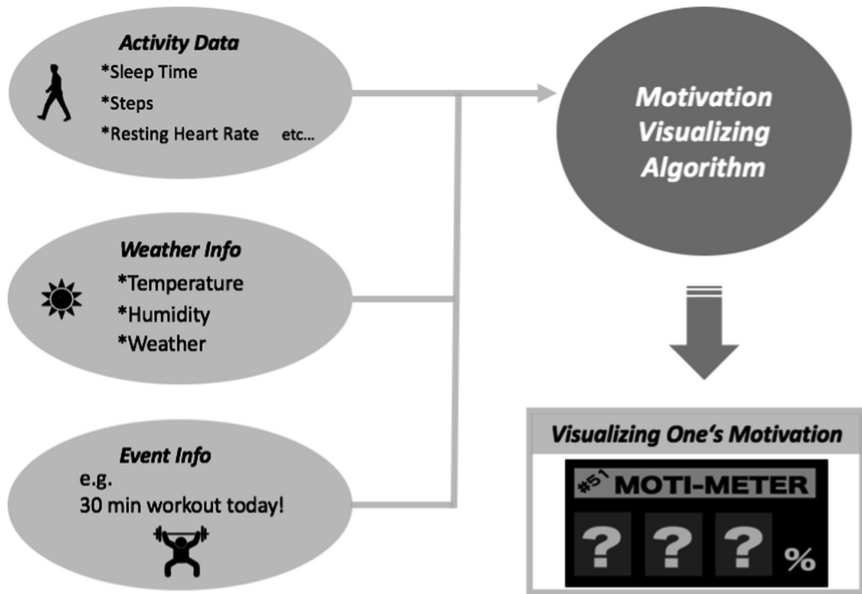 Activity Data
*Sleep Time
*Steps
*Resting Heart Rate etc...
Motivation
Visualizing
Algorithm
Weather Info
*Temperature
*Humidity
*Weather
Event Info
e.g.
30 min workout today!
Visualizing One's Motivation
#51 MOTI-METER
? ? ? %